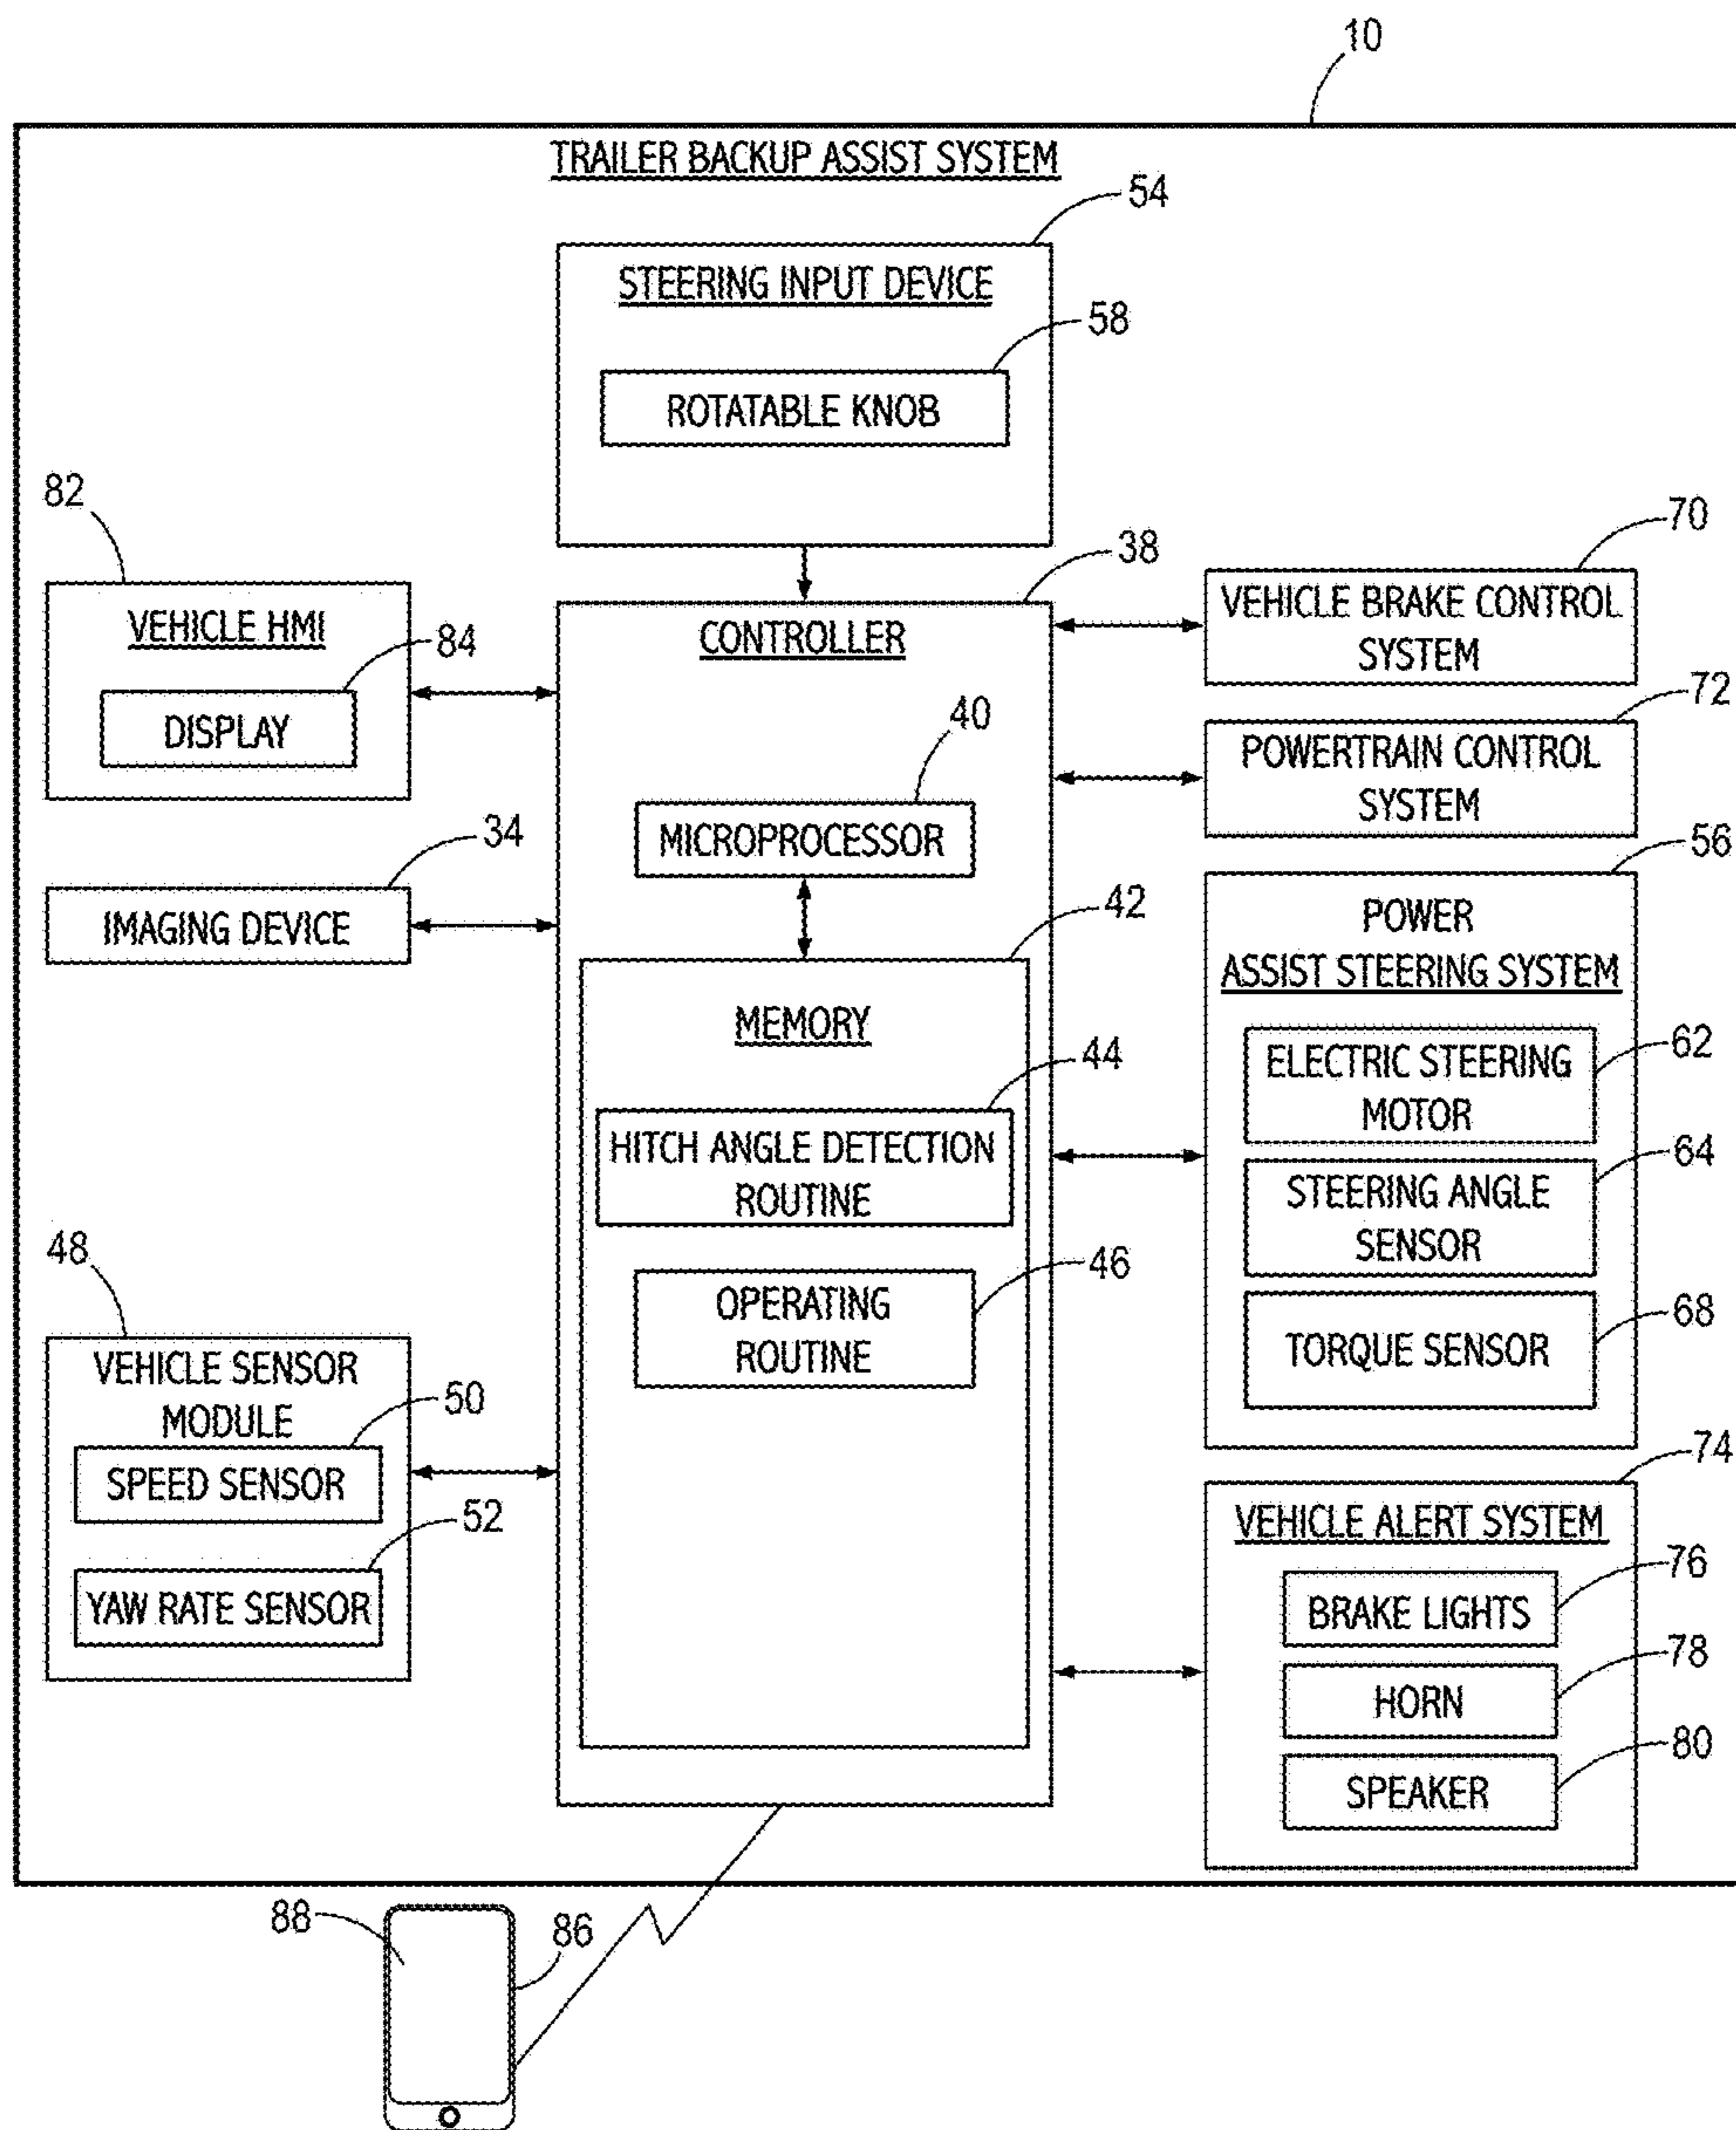 10
TRAILER BACKUP ASSIST SYSTEM
54
STEERING INPUT DEVICE
58
ROTATABLE KNOB
82
VEHICLE HMI
84
DISPLAY
34
IMAGING DEVICE
48
VEHICLE SENSOR
MODULE
50
SPEED SENSOR
52
YAW RATE SENSOR
38
CONTROLLER
40
MICROPROCESSOR
42
MEMORY
44
HITCH ANGLE DETECTION
ROUTINE
46
OPERATING
ROUTINE
70
VEHICLE BRAKE CONTROL
SYSTEM
72
POWERTRAIN CONTROL
SYSTEM
56
POWER
ASSIST STEERING SYSTEM
62
ELECTRIC STEERING
MOTOR
64
STEERING ANGLE
SENSOR
68
TORQUE SENSOR
74
VEHICLE ALERT SYSTEM
76
BRAKE LIGHTS
78
HORN
80
SPEAKER
88
86